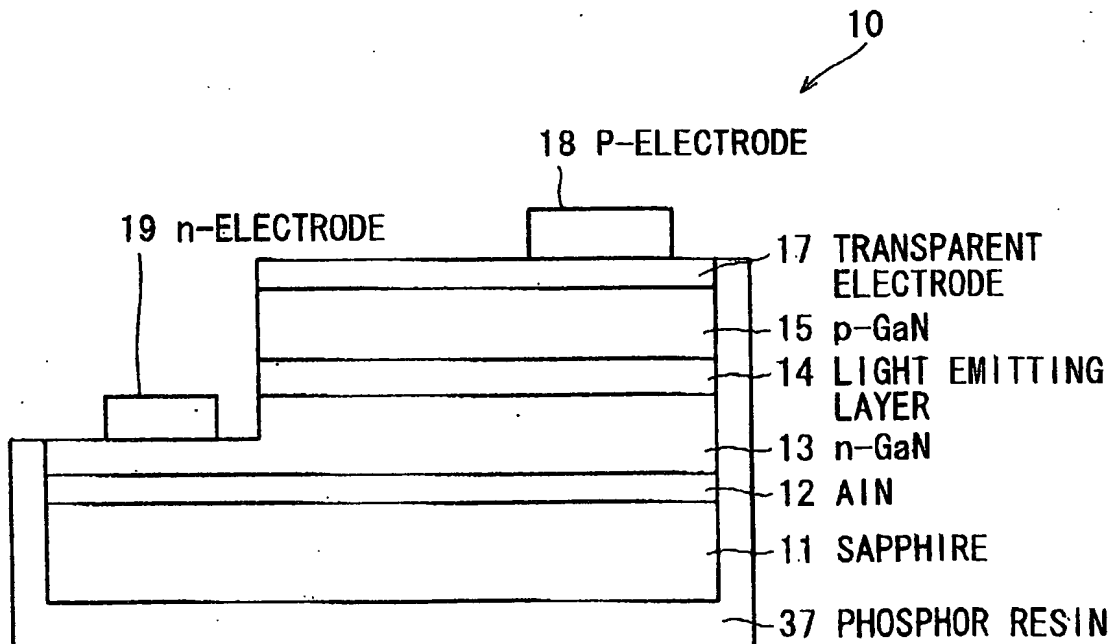 10
18 P-ELECTRODE
19 n-ELECTRODE
17 TRANSPARENT
ELECTRODE
15 p-GaN
14 LIGHT EMITTING
LAYER
13 n-GaN
12 AIN
11 SAPPHIRE
37 PHOSPHOR RESIN